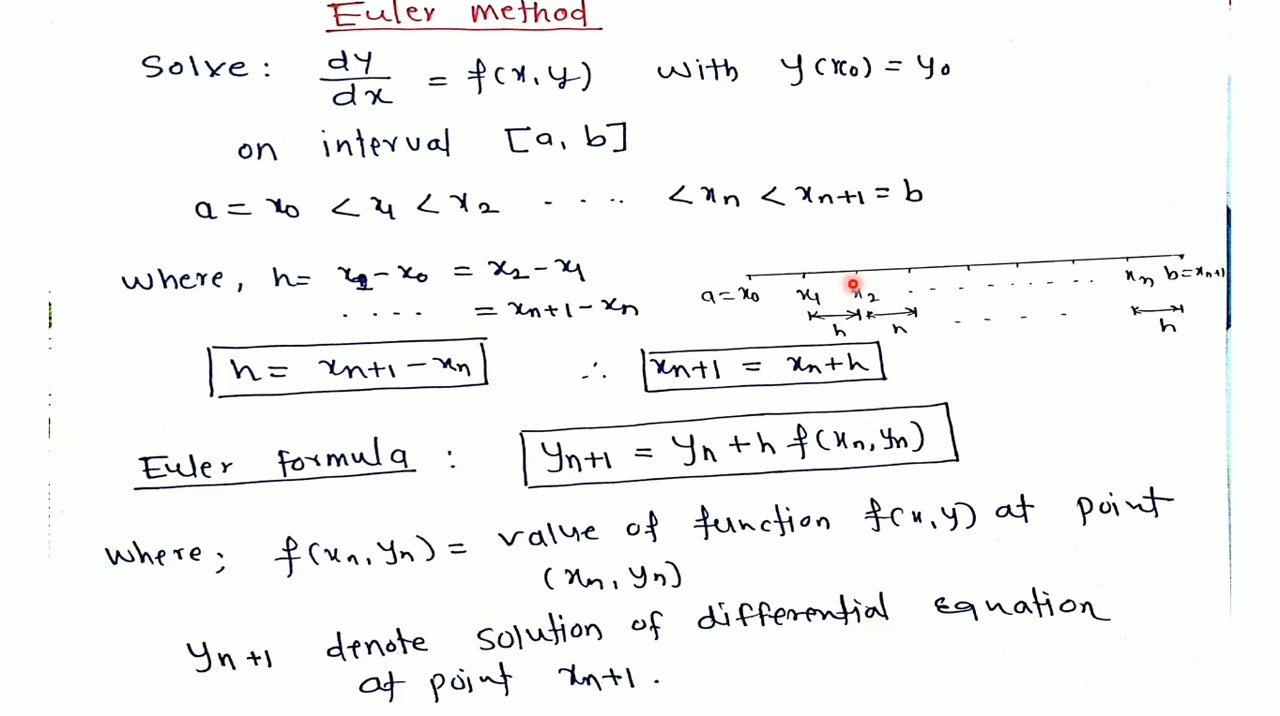 Euler method
Solve: dy/dx = f(x, y) with y(x₀) = y₀
on interval [a, b]
a = x₀ < x₁ < x₂ ..... < xₙ < xₙ₊₁ = b
where, h = x₁ - x₀ = x₂ - x₁
.... = xₙ₊₁ - xₙ
a = x₀ x₁ x₂ ....... xₙ b = xₙ₊₁
h h - - - - h
h = xₙ₊₁ - xₙ ∴ xₙ₊₁ = xₙ + h
Euler formula : yₙ₊₁ = yₙ + h f(xₙ, yₙ)
where; f(xₙ, yₙ) = value of function f(x, y) at point
(xₙ, yₙ)
yₙ₊₁ denote solution of differential equation
at point xₙ₊₁.